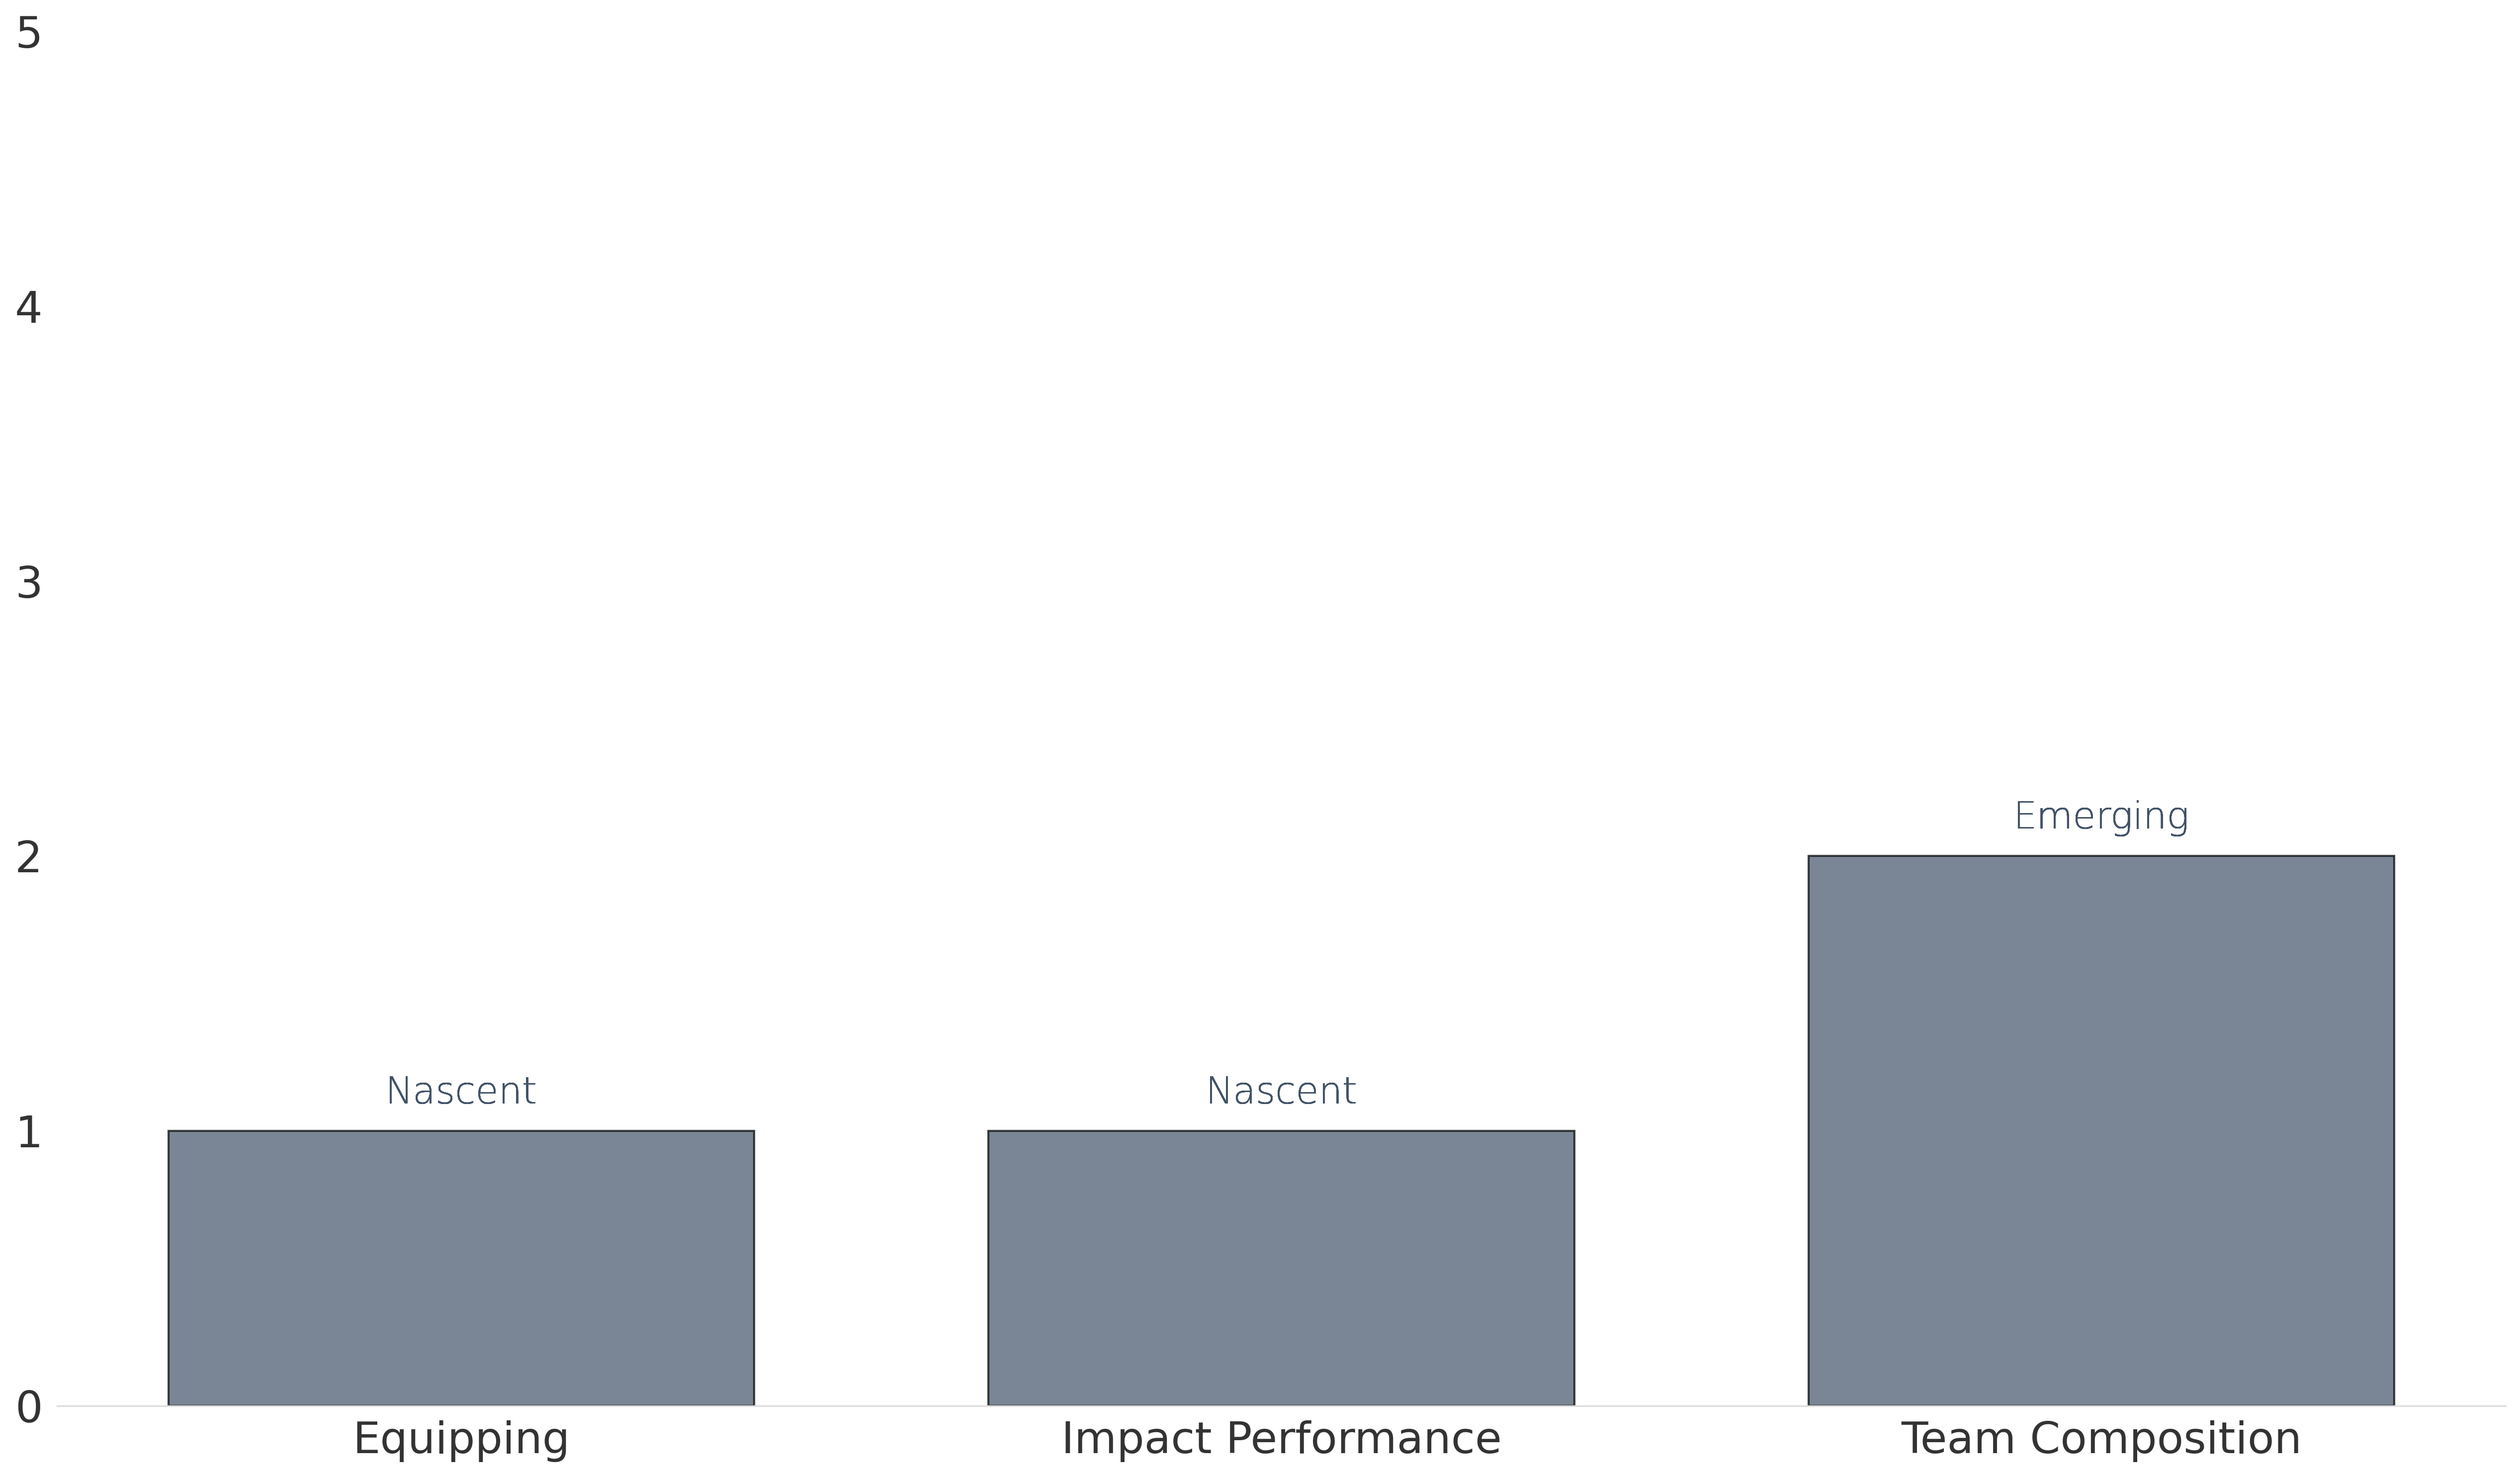 5
4
3
2
1
0
Emerging
Nascent
Nascent
Equipping
Impact Performance
Team Composition